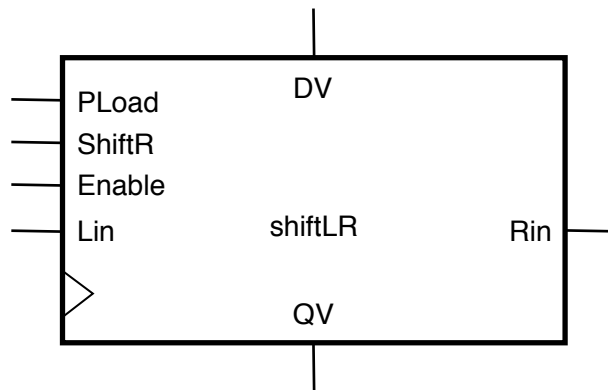 DV
PLoad
ShiftR
Enable
Lin
shiftLR
Rin
QV